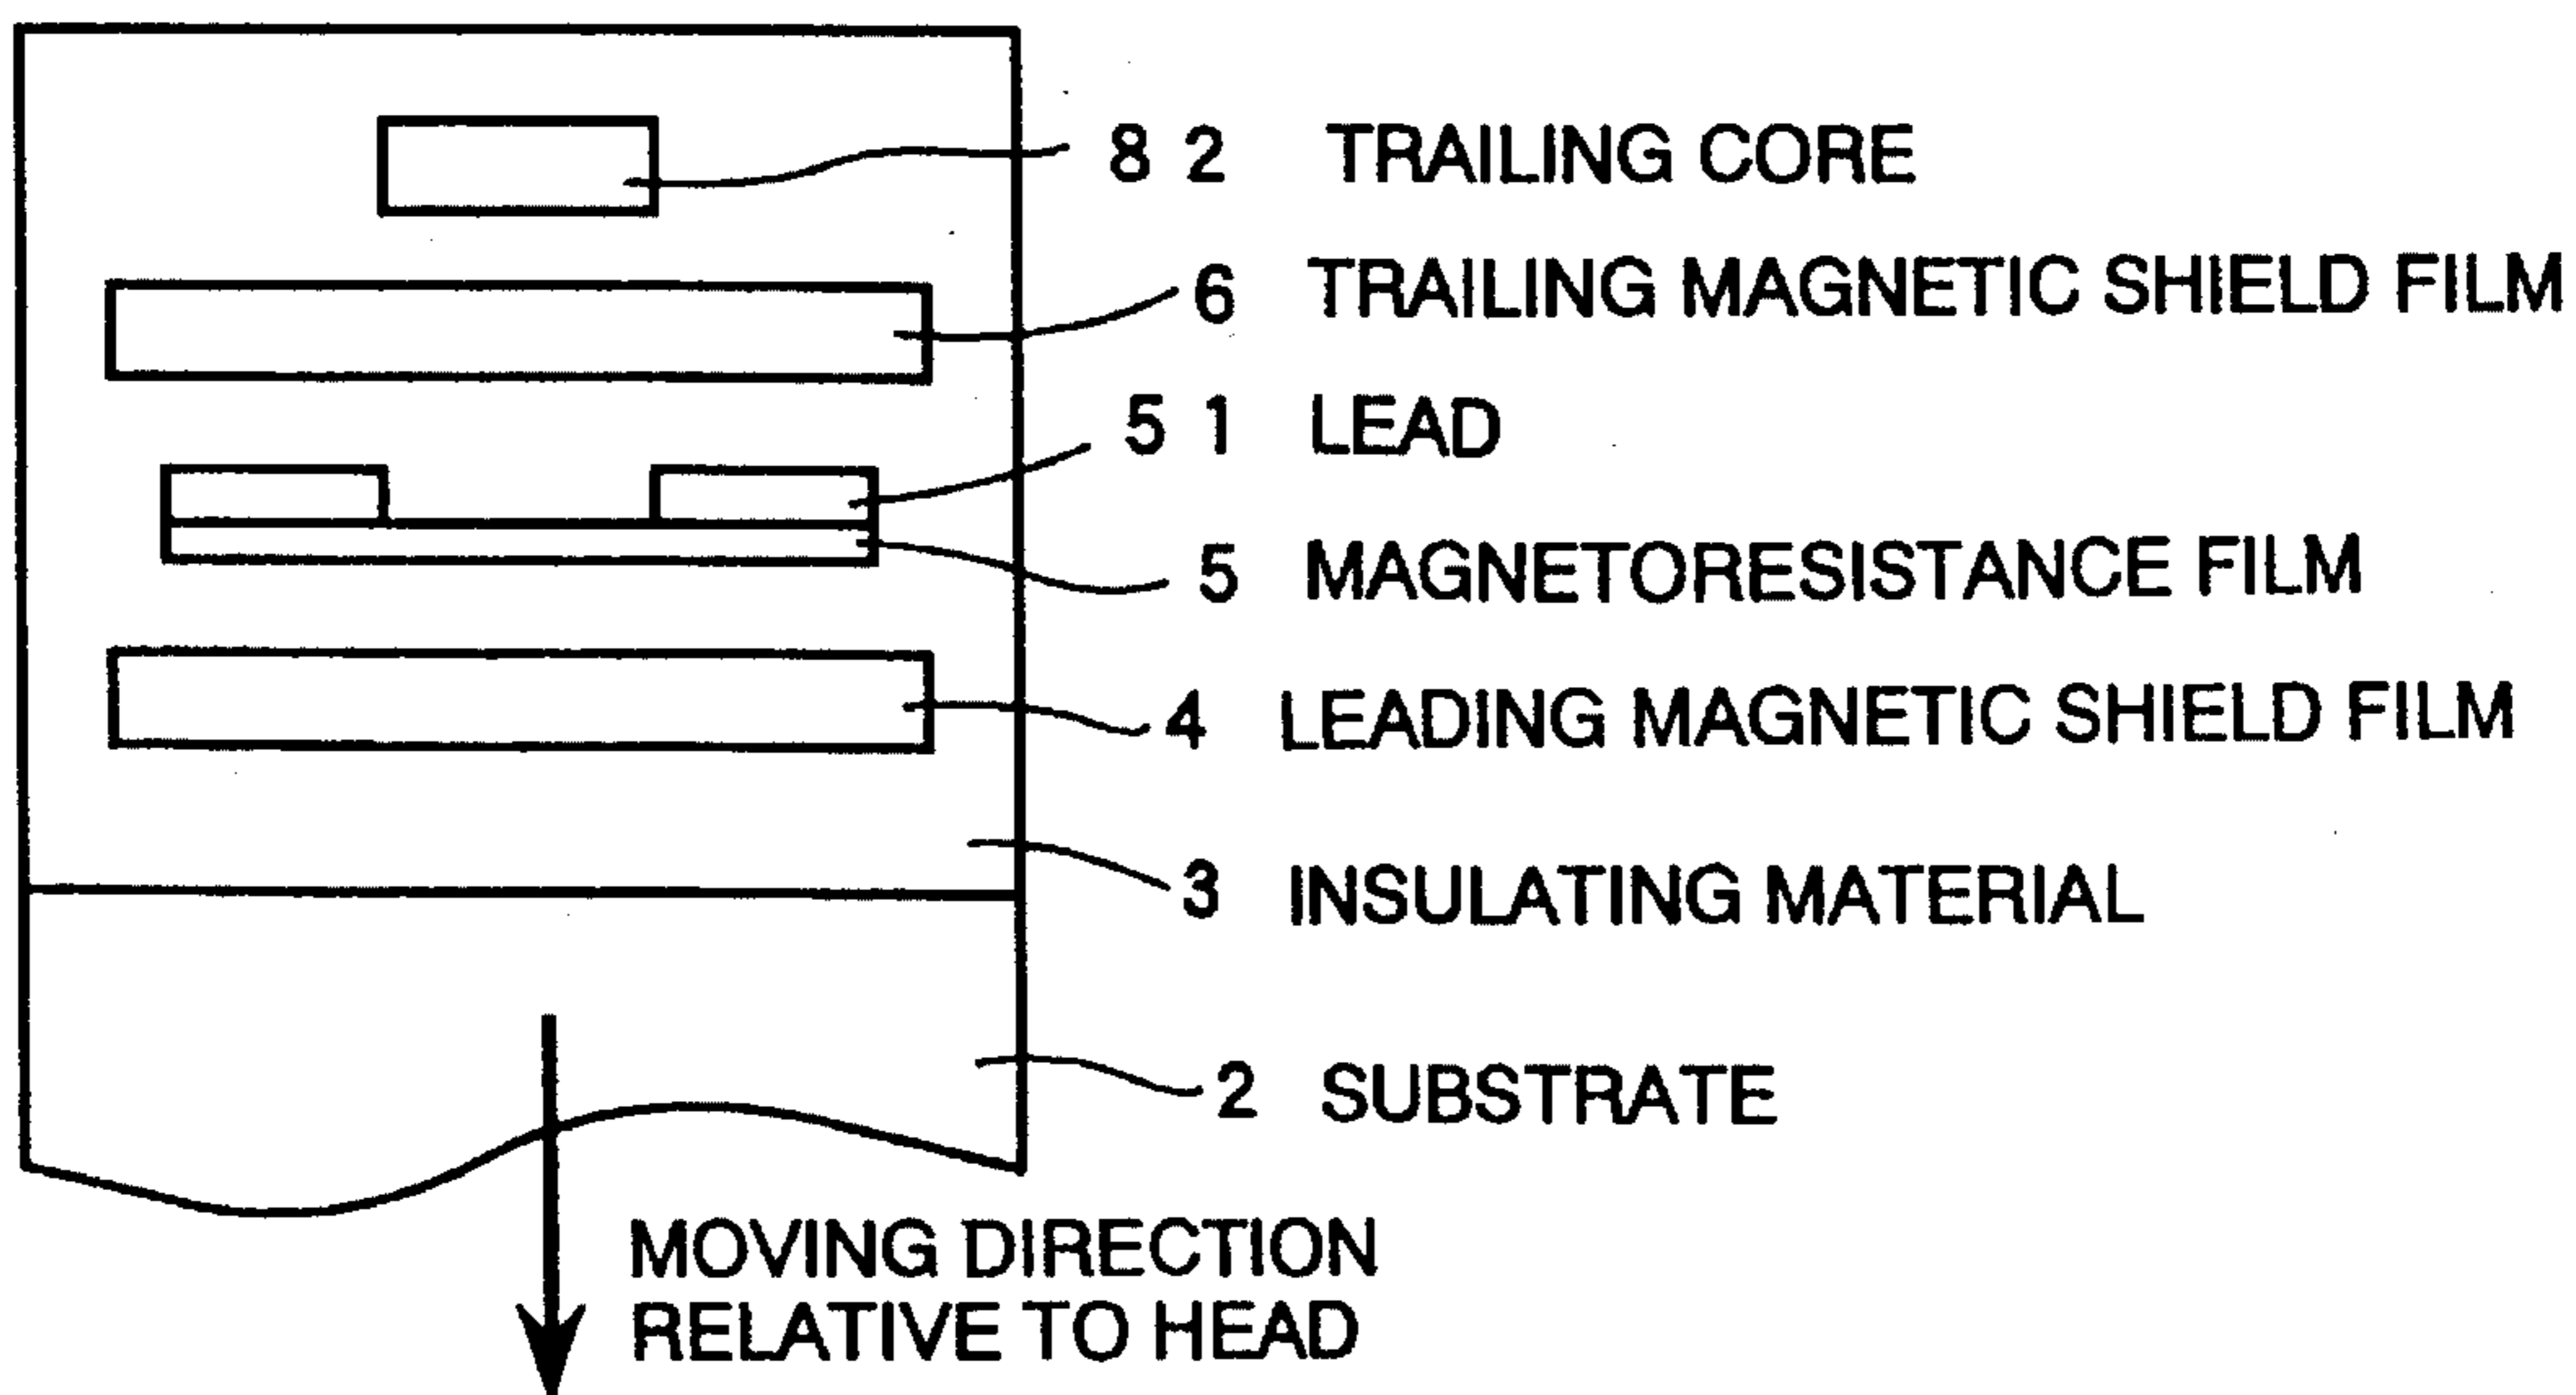 8 2 TRAILING CORE
6 TRAILING MAGNETIC SHIELD FILM
5 1 LEAD
5 MAGNETORESISTANCE FILM
4 LEADING MAGNETIC SHIELD FILM
3 INSULATING MATERIAL
2 SUBSTRATE
MOVING DIRECTION
RELATIVE TO HEAD